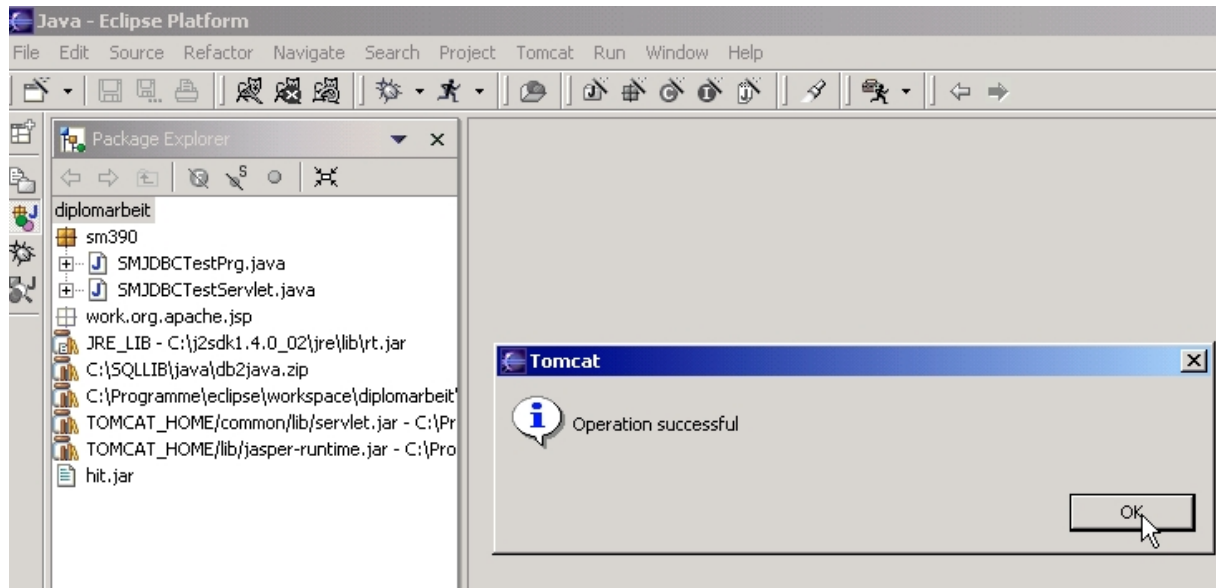 Java - Eclipse Platform
File Edit Source Refactor Navigate Search Project Tomcat Run Window Help
Package Explorer
diplomarbeit
sm390
SMJDBCTestPrg.java
SMJDBCTestServlet.java
work.org.apache.jsp
JRE_LIB - C:\j2sdk1.4.0_02\jre\lib\rt.jar
C:\SQLLIB\java\db2java.zip
C:\Programme\eclipse\workspace\diplomarbeit'
TOMCAT_HOME/common/lib/servlet.jar - C:\Pr
TOMCAT_HOME/lib/jasper-runtime.jar - C:\Pro
hit.jar
Tomcat
Operation successful
OK